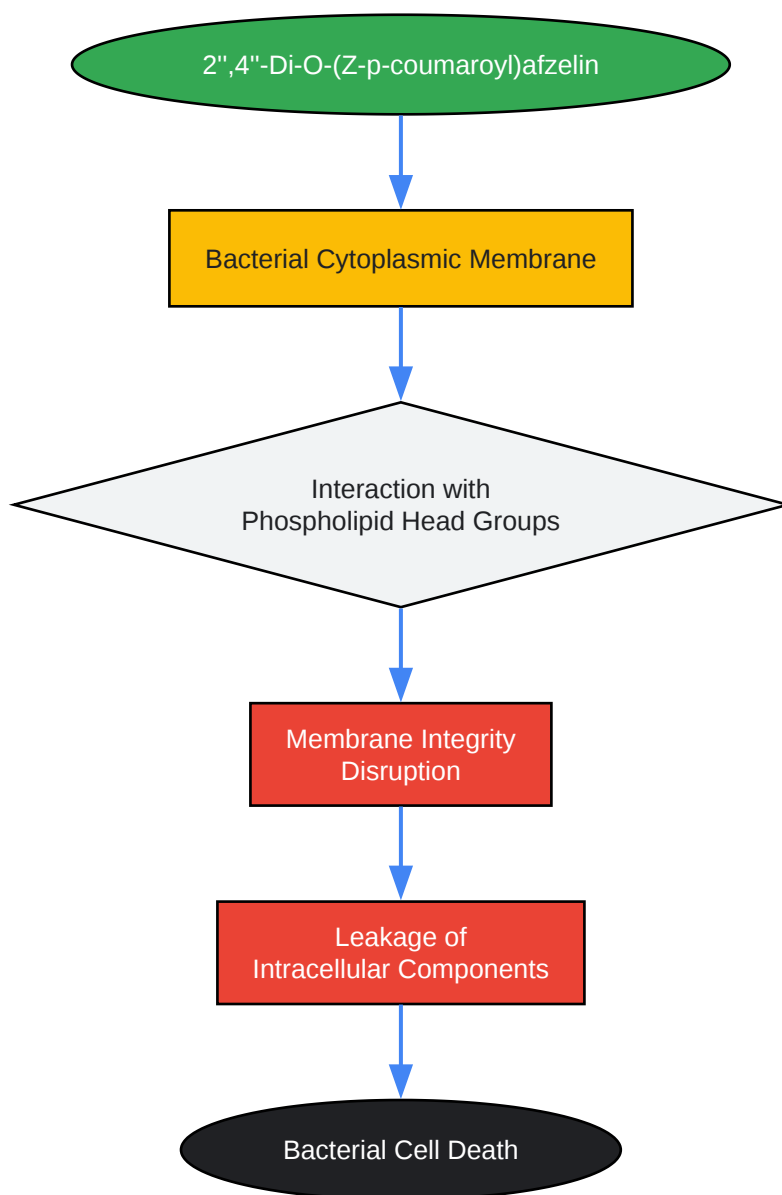 2'',4''-Di-O-(Z-p-coumaroyl)afzelin
Bacterial Cytoplasmic Membrane
Interaction with
Phospholipid Head Groups
Membrane Integrity
Disruption
Leakage of
Intracellular Components
Bacterial Cell Death